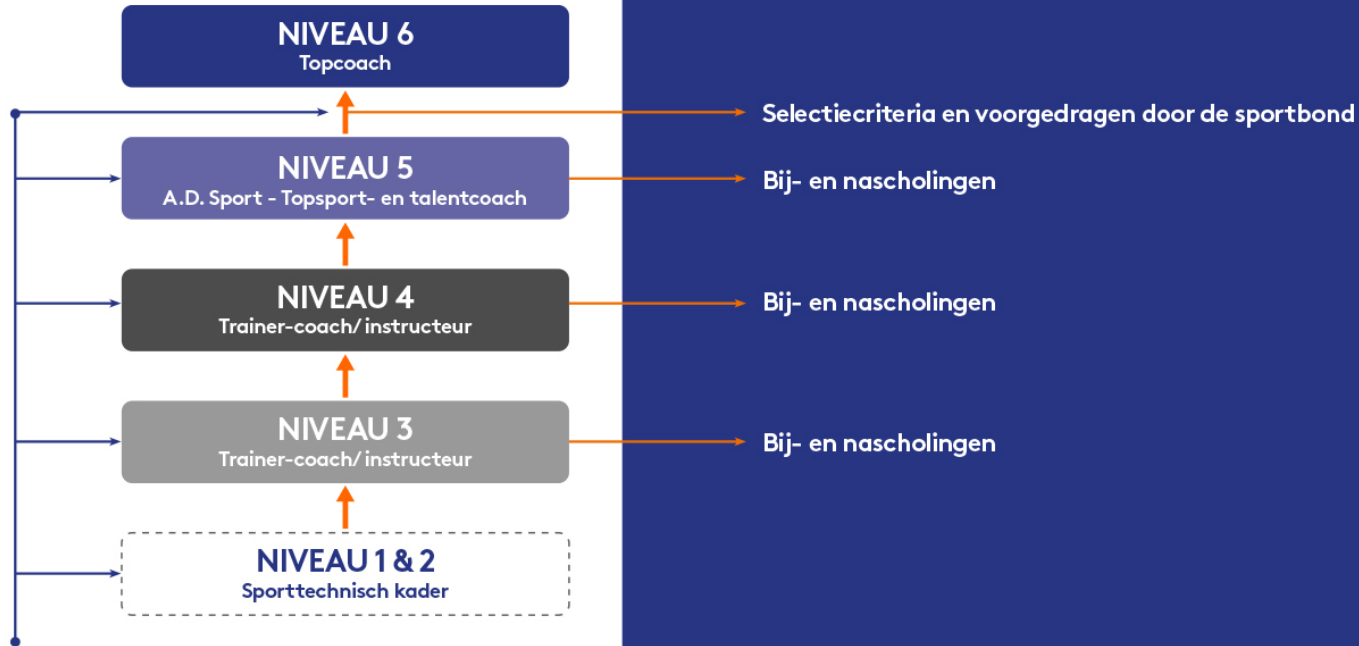 NIVEAU 6
Topcoach
Selectiecriteria en voorgedragen door de sportbond
NIVEAU 5
A.D. Sport - Topsport- en talentcoach
Bij- en nascholingen
NIVEAU 4
Trainer-coach/ instructeur
Bij- en nascholingen
NIVEAU 3
Trainer-coach/ instructeur
Bij- en nascholingen
NIVEAU 1 & 2
Sporttechnisch kader